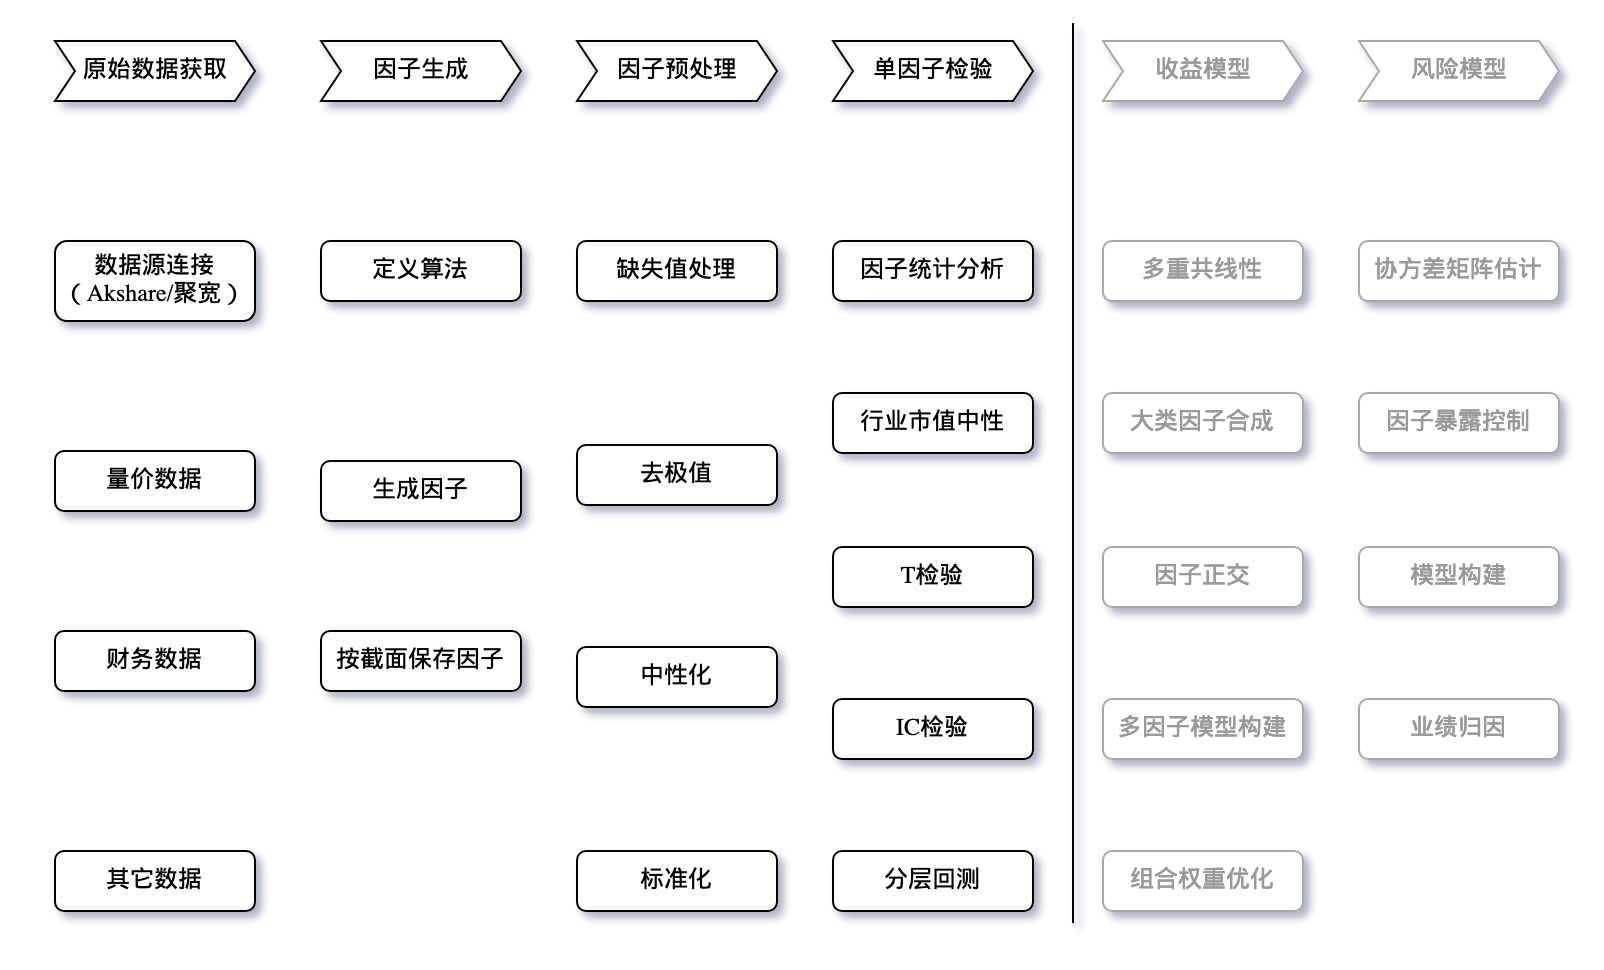 原始数据获取
因子生成
因子预处理
单因子检验
收益模型
风险模型
数据源连接
（Akshare/聚宽）
定义算法
缺失值处理
因子统计分析
多重共线性
协方差矩阵估计
行业市值中性
大类因子合成
因子暴露控制
量价数据
生成因子
去极值
T检验
因子正交
模型构建
财务数据
按截面保存因子
中性化
IC检验
多因子模型构建
业绩归因
其它数据
标准化
分层回测
组合权重优化